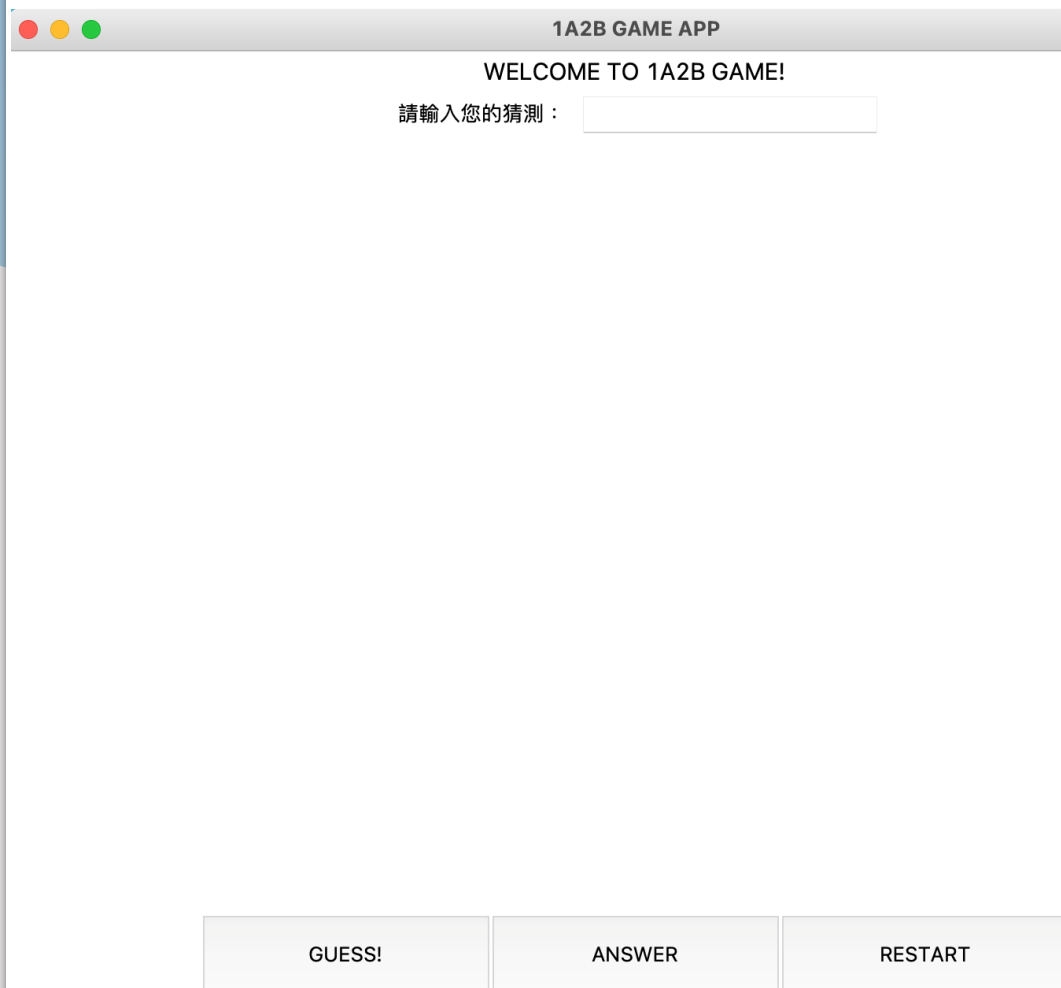 1A2B GAME APP
WELCOME TO 1A2B GAME!
請輸入您的猜測：
GUESS! ANSWER RESTART